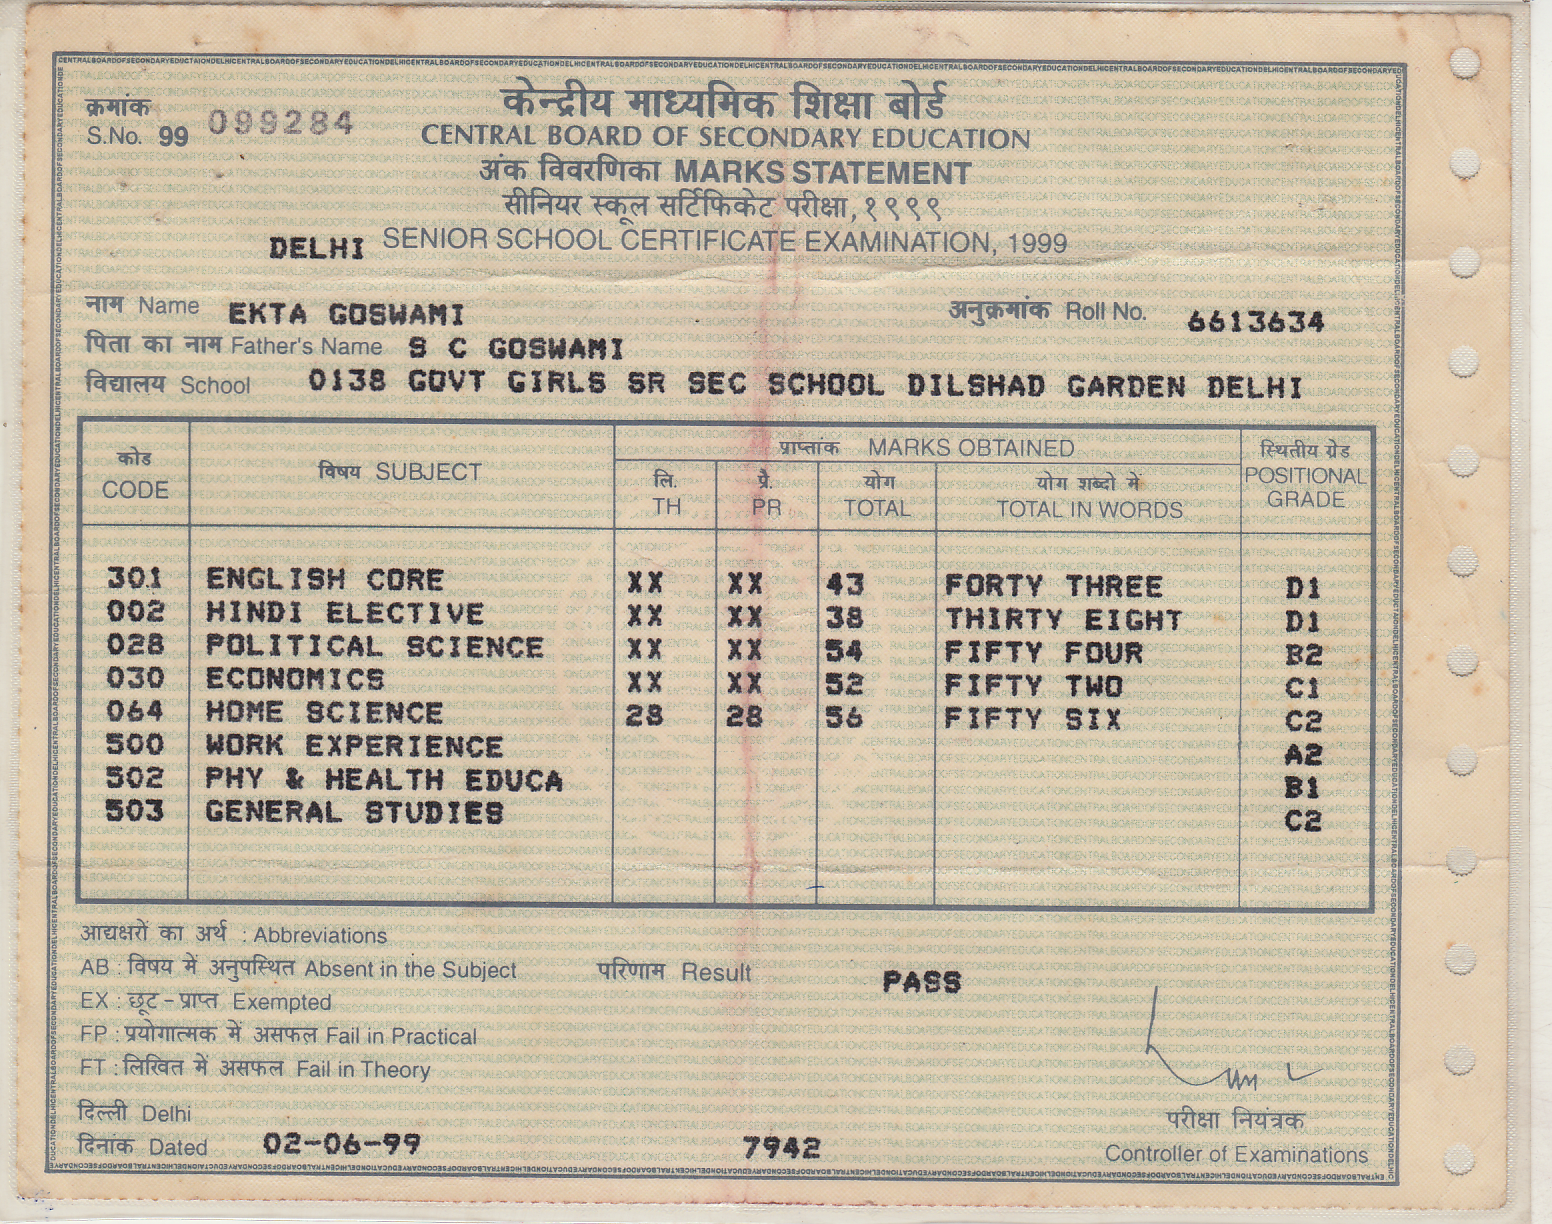 क्रमांक
S.No. 99 099284
केन्द्रीय माध्यमिक शिक्षा बोर्ड
CENTRAL BOARD OF SECONDARY EDUCATION
अंक विवरणिका MARKS STATEMENT
सीनियर स्कूल सर्टिफिकेट परीक्षा, १९९९
DELHI SENIOR SCHOOL CERTIFICATE EXAMINATION, 1999
नाम Name EKTA GOSWAMI अनुक्रमांक Roll No. 6613634
पिता का नाम Father's Name S C GOSWAMI
विद्यालय School 0138 GOVT GIRLS SR SEC SCHOOL DILSHAD GARDEN DELHI
कोड CODE विषय SUBJECT प्राप्तांक MARKS OBTAINED स्थितीय ग्रेड POSITIONAL GRADE
लि. TH प्रै. PR योग TOTAL योग शब्दो में TOTAL IN WORDS
301 ENGLISH CORE XX XX 43 FORTY THREE D1
002 HINDI ELECTIVE XX XX 38 THIRTY EIGHT D1
028 POLITICAL SCIENCE XX XX 54 FIFTY FOUR B2
030 ECONOMICS XX XX 52 FIFTY TWO C1
064 HOME SCIENCE 28 28 56 FIFTY SIX C2
500 WORK EXPERIENCE A2
502 PHY & HEALTH EDUCA B1
503 GENERAL STUDIES C2
आद्यक्षरों का अर्थ : Abbreviations
AB : विषय में अनुपस्थित Absent in the Subject परिणाम Result PASS
EX : छूट - प्राप्त Exempted
FP : प्रयोगात्मक में असफल Fail in Practical
FT : लिखित में असफल Fail in Theory
दिल्ली Delhi
दिनांक Dated 02-06-99 7942
परीक्षा नियंत्रक
Controller of Examinations